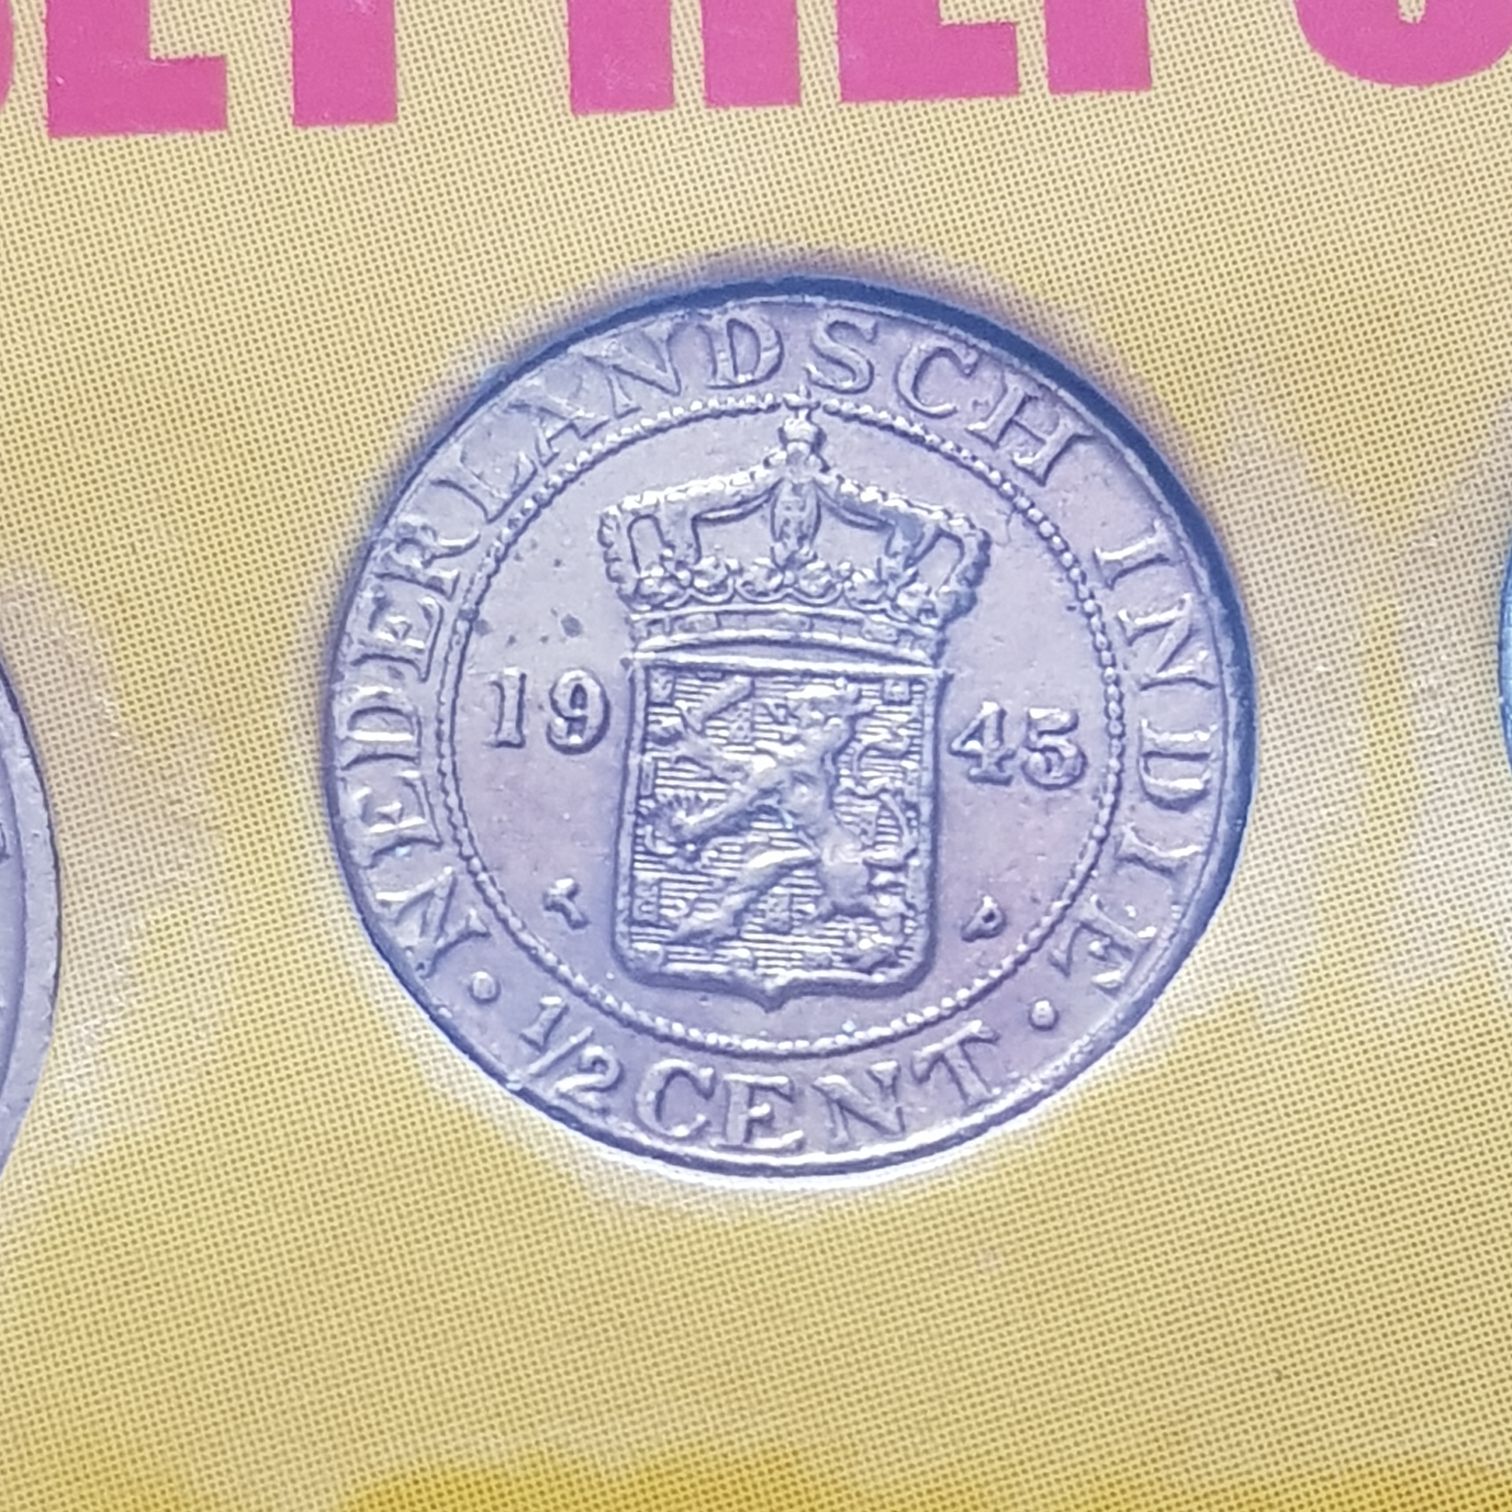 NEDERLANDSCH INDIE
19 45
P
· 1/2 CENT ·